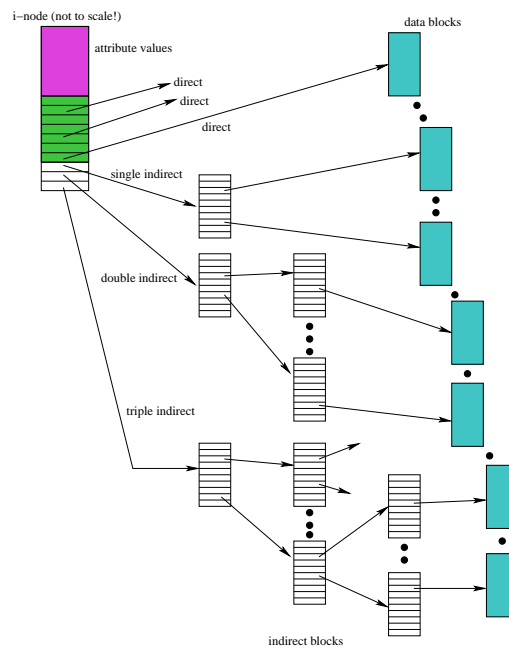 i-node (not to scale!)
data blocks
attribute values
direct
direct
direct
single indirect
double indirect
triple indirect
indirect blocks